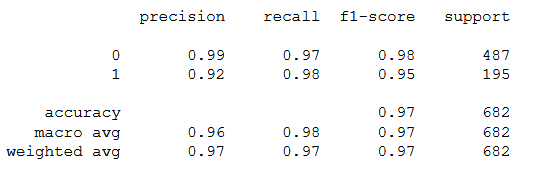 precision recall f1-score support
0 0.99 0.97 0.98 487
1 0.92 0.98 0.95 195
accuracy 0.97 682
macro avg 0.96 0.98 0.97 682
weighted avg 0.97 0.97 0.97 682